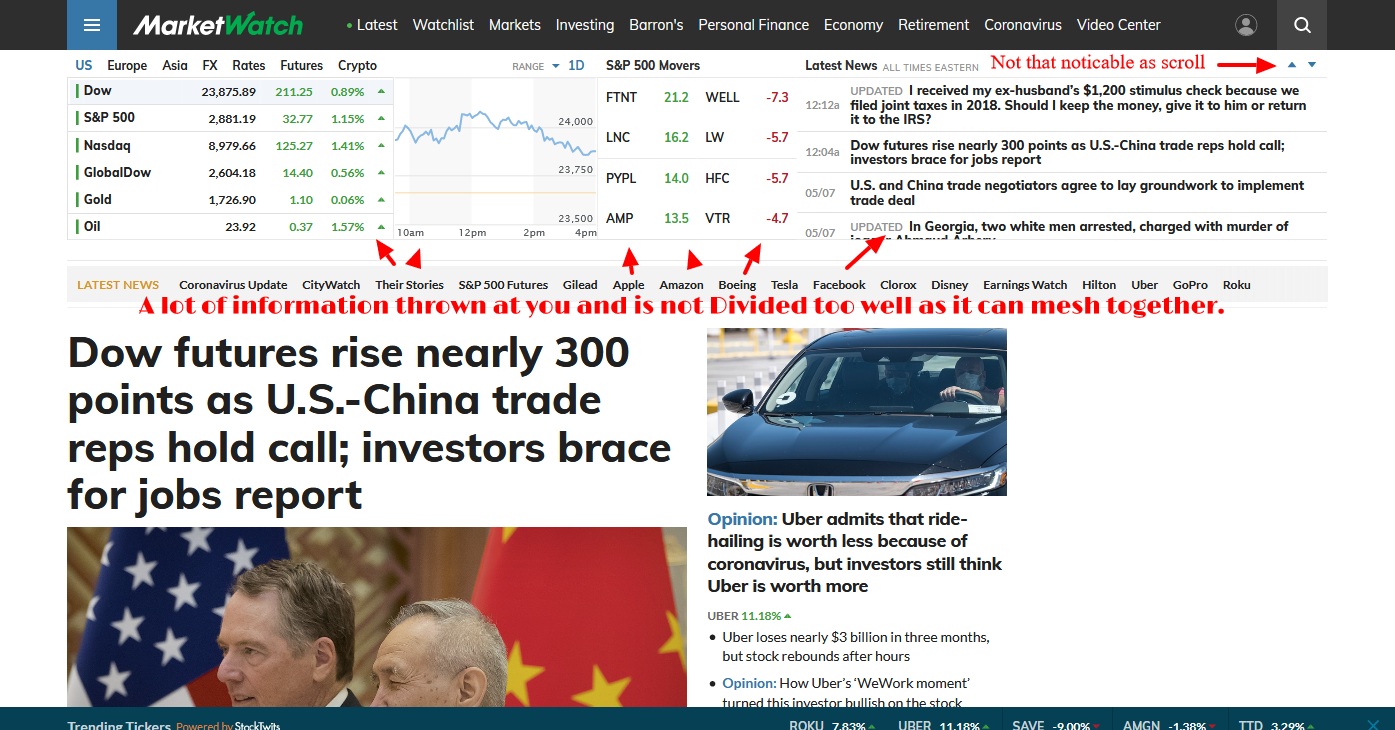 MarketWatch
• Latest Watchlist Markets Investing Barron's Personal Finance Economy Retirement Coronavirus Video Center
US Europe Asia FX Rates Futures Crypto RANGE 1D
Dow 23,875.89 211.25 0.89%
S&P 500 2,881.19 32.77 1.15%
Nasdaq 8,979.66 125.27 1.41%
GlobalDow 2,604.18 14.40 0.56%
Gold 1,726.90 1.10 0.06%
Oil 23.92 0.37 1.57%
24,000
23,750
23,500
10am 12pm 2pm 4pm
S&P 500 Movers
FTNT 21.2 WELL -7.3
LNC 16.2 LW -5.7
PYPL 14.0 HFC -5.7
AMP 13.5 VTR -4.7
Latest News ALL TIMES EASTERN Not that noticable as scroll
12:12a UPDATED I received my ex-husband's $1,200 stimulus check because we
filed joint taxes in 2018. Should I keep the money, give it to him or return
it to the IRS?
12:04a Dow futures rise nearly 300 points as U.S.-China trade reps hold call;
investors brace for jobs report
05/07 U.S. and China trade negotiators agree to lay groundwork to implement
trade deal
05/07 UPDATED In Georgia, two white men arrested, charged with murder of
jogger Ahmaud Arbery
LATEST NEWS Coronavirus Update CityWatch Their Stories S&P 500 Futures Gilead Apple Amazon Boeing Tesla Facebook Clorox Disney Earnings Watch Hilton Uber GoPro Roku
A lot of information thrown at you and is not Divided too well as it can mesh together.
Dow futures rise nearly 300
points as U.S.-China trade
reps hold call; investors brace
for jobs report
Opinion: Uber admits that ride-
hailing is worth less because of
coronavirus, but investors still think
Uber is worth more
UBER 11.18%
• Uber loses nearly $3 billion in three months,
but stock rebounds after hours
• Opinion: How Uber's ‘WeWork moment’
turned this investor bullish on the stock
Trending Tickers Powered by StockTwits ROKU 7.83% UBER 11.18% SAVE -9.00% AMGN -1.38% TTD 3.29%